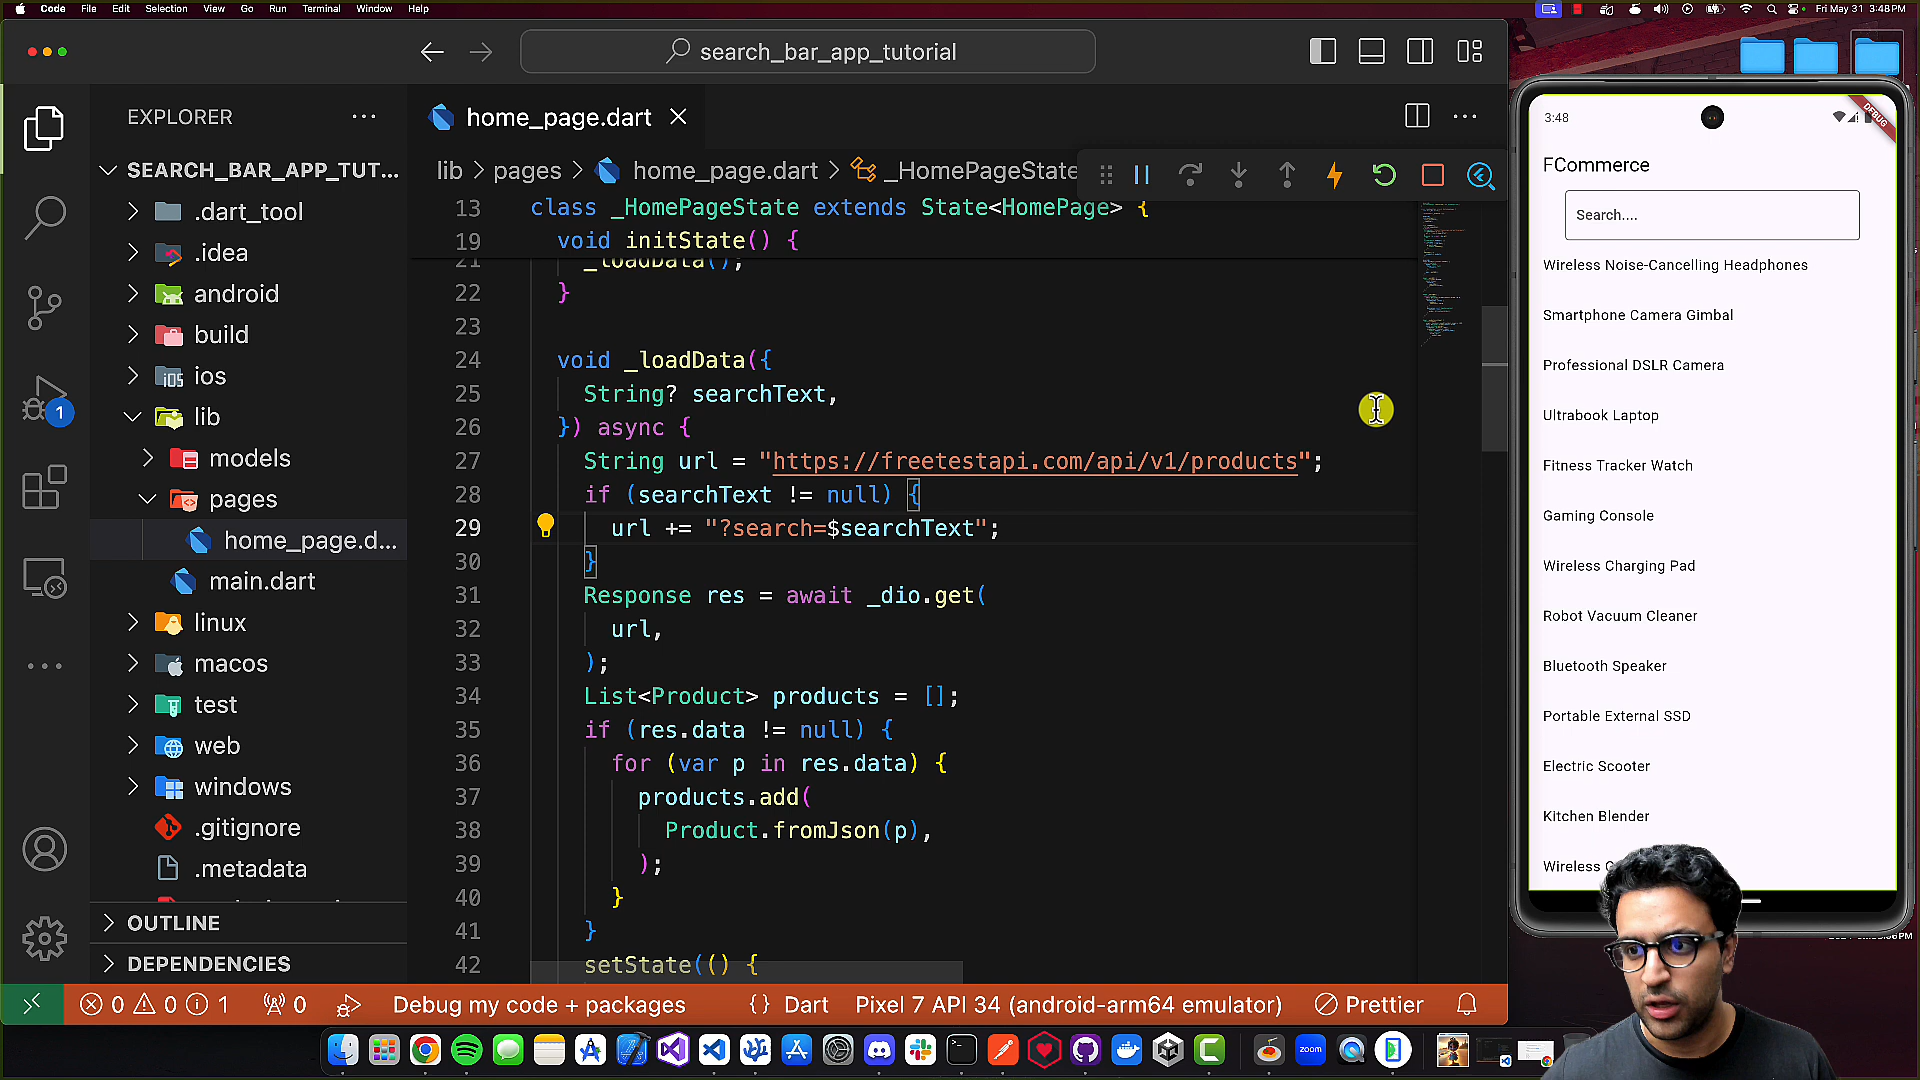 Code File Edit Selection View Go Run Terminal Window Help
Fri May 31 3:48 PM
search_bar_app_tutorial
EXPLORER
SEARCH_BAR_APP_TUT...
.dart_tool
.idea
android
build
ios
lib
models
pages
home_page.d...
main.dart
linux
macos
test
web
windows
.gitignore
.metadata
OUTLINE
DEPENDENCIES
1
home_page.dart
lib > pages > home_page.dart > _HomePageState
13 class _HomePageState extends State<HomePage> {
19 void initState() {
21 _loadData();
22 }
23
24 void _loadData({
25 String? searchText,
26 }) async {
27 String url = "https://freetestapi.com/api/v1/products";
28 if (searchText != null) {
29 url += "?search=$searchText";
30 }
31 Response res = await _dio.get(
32 url,
33 );
34 List<Product> products = [];
35 if (res.data != null) {
36 for (var p in res.data) {
37 products.add(
38 Product.fromJson(p),
39 );
40 }
41 }
42 setState(() {
0 0 1 0 Debug my code + packages {} Dart Pixel 7 API 34 (android-arm64 emulator) Prettier
3:48
DEBUG
FCommerce
Search....
Wireless Noise-Cancelling Headphones
Smartphone Camera Gimbal
Professional DSLR Camera
Ultrabook Laptop
Fitness Tracker Watch
Gaming Console
Wireless Charging Pad
Robot Vacuum Cleaner
Bluetooth Speaker
Portable External SSD
Electric Scooter
Kitchen Blender
Wireless
zoom